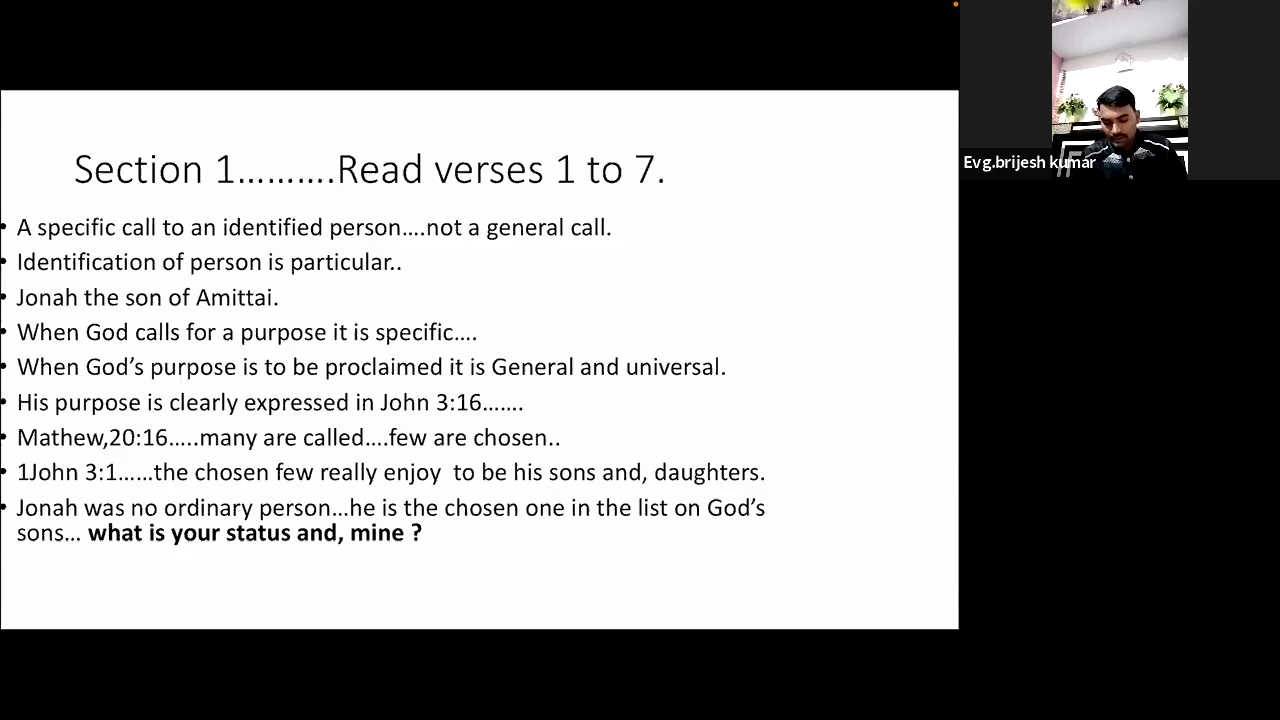 Section 1..........Read verses 1 to 7.
• A specific call to an identified person....not a general call.
• Identification of person is particular..
• Jonah the son of Amittai.
• When God calls for a purpose it is specific....
• When God’s purpose is to be proclaimed it is General and universal.
• His purpose is clearly expressed in John 3:16.......
• Mathew,20:16.....many are called....few are chosen..
• 1John 3:1......the chosen few really enjoy  to be his sons and, daughters.
• Jonah was no ordinary person...he is the chosen one in the list on God’s
sons... what is your status and, mine ?
Evg.brijesh kumar